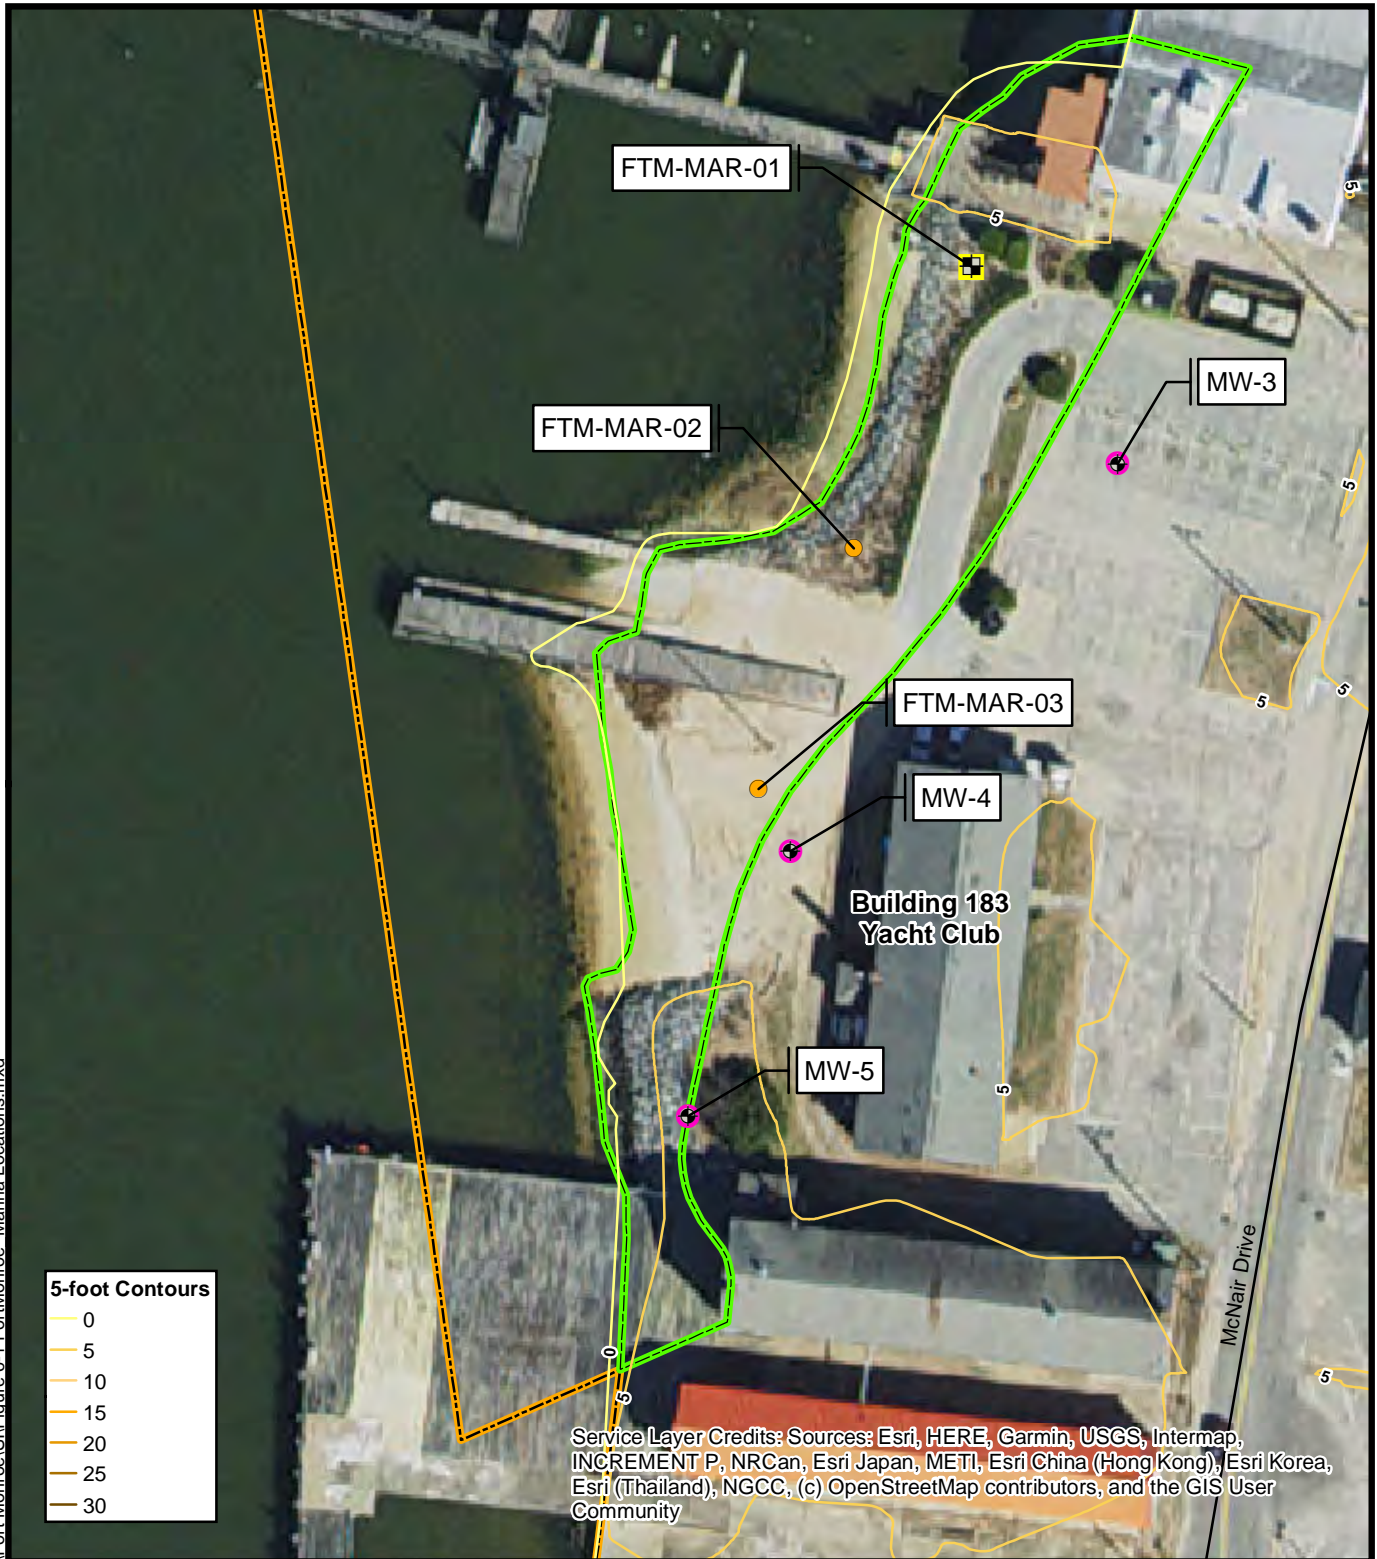 FTM-MAR-01
5
5
MW-3
FTM-MAR-02
5
5
5
FTM-MAR-03
MW-4
Building 183
Yacht Club
MW-5
5
McNair Drive
0
5
5
5-foot Contours
0
5
10
15
20
25
30
Service Layer Credits: Sources: Esri, HERE, Garmin, USGS, Intermap,
INCREMENT P, NRCan, Esri Japan, METI, Esri China (Hong Kong), Esri Korea,
Esri (Thailand), NGCC, (c) OpenStreetMap contributors, and the GIS User
Community